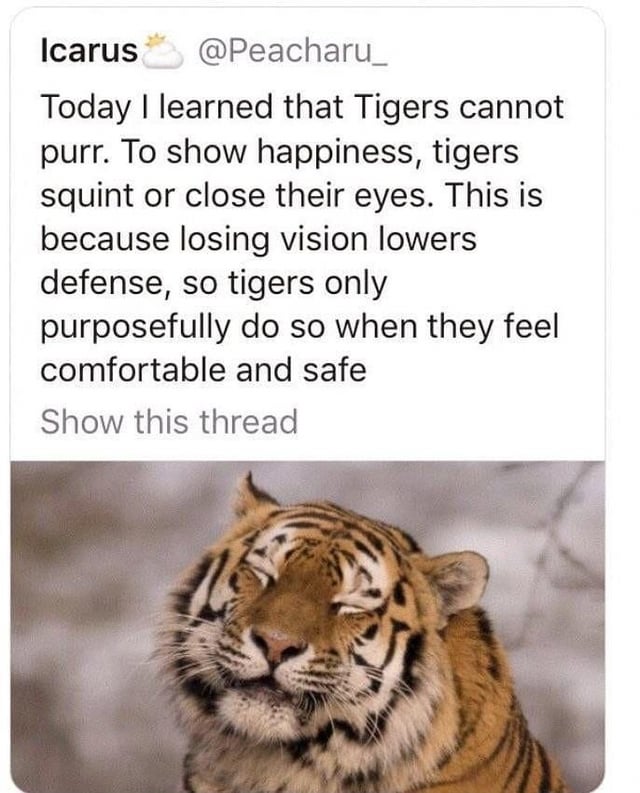 Icarus🌤️ @Peacharu_
Today I learned that Tigers cannot
purr. To show happiness, tigers
squint or close their eyes. This is
because losing vision lowers
defense, so tigers only
purposefully do so when they feel
comfortable and safe
Show this thread